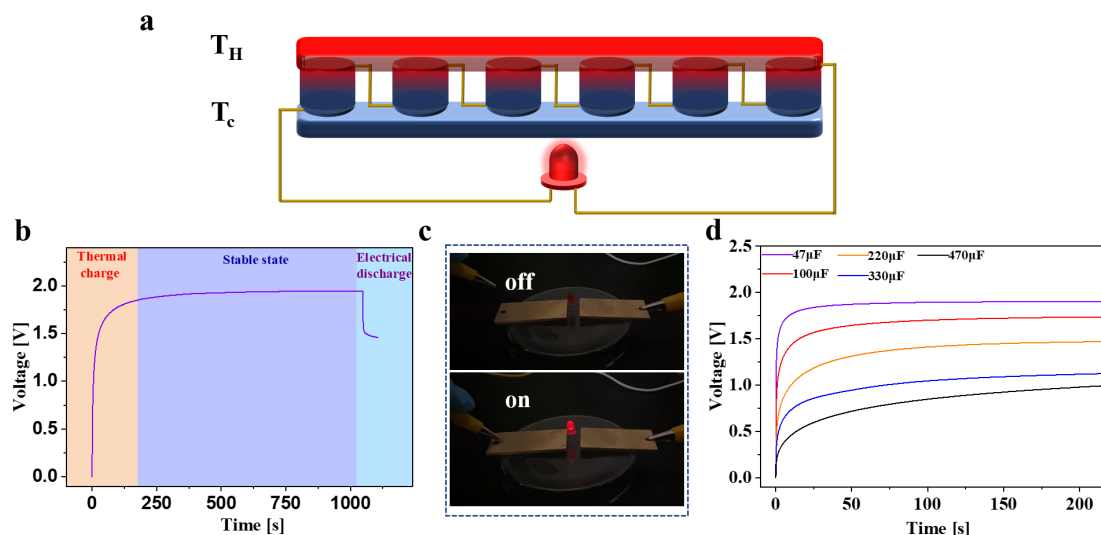 a
T_H
T_c
b
Thermal charge
Stable state
Electrical discharge
2.0
1.5
1.0
0.5
0.0
Voltage [V]
0 250 500 750 1000
Time [s]
c
off
on
d
47μF 220μF 470μF
100μF 330μF
2.5
2.0
1.5
1.0
0.5
0.0
Voltage [V]
0 50 100 150 200
Time [s]